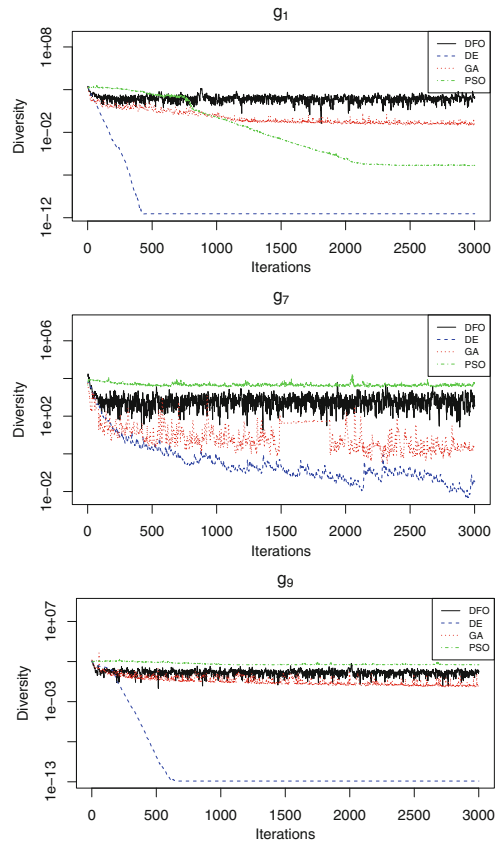 g1
Diversity
1e+08
1e-02
1e-12
DFO
DE
GA
PSO
0 500 1000 1500 2000 2500 3000
Iterations
g7
Diversity
1e+06
1e+02
1e-02
DFO
DE
GA
PSO
0 500 1000 1500 2000 2500 3000
Iterations
g9
Diversity
1e+07
1e-03
1e-13
DFO
DE
GA
PSO
0 500 1000 1500 2000 2500 3000
Iterations